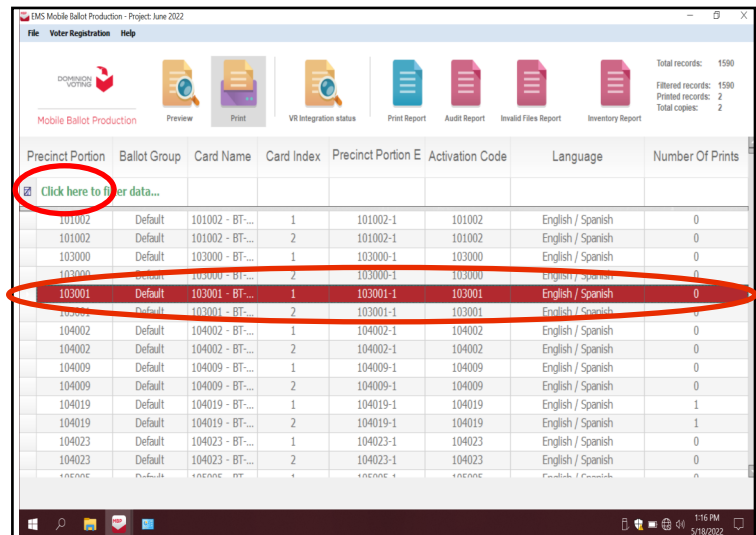 EMS Mobile Ballot Production - Project: June 2022
File Voter Registration Help
DOMINION VOTING
Mobile Ballot Production
Preview Print VR Integration status Print Report Audit Report Invalid Files Report Inventory Report
Total records: 1590
Filtered records: 1590
Printed records: 2
Total copies: 2
Precinct Portion Ballot Group Card Name Card Index Precinct Portion E Activation Code Language Number Of Prints
Click here to filter data...
101002 Default 101002 - BT-... 1 101002-1 101002 English / Spanish 0
101002 Default 101002 - BT-... 2 101002-1 101002 English / Spanish 0
103000 Default 103000 - BT-... 1 103000-1 103000 English / Spanish 0
103000 Default 103000 - BT-... 2 103000-1 103000 English / Spanish 0
103001 Default 103001 - BT-... 1 103001-1 103001 English / Spanish 0
103001 Default 103001 - BT-... 2 103001-1 103001 English / Spanish 0
104002 Default 104002 - BT-... 1 104002-1 104002 English / Spanish 0
104002 Default 104002 - BT-... 2 104002-1 104002 English / Spanish 0
104009 Default 104009 - BT-... 1 104009-1 104009 English / Spanish 0
104009 Default 104009 - BT-... 2 104009-1 104009 English / Spanish 0
104019 Default 104019 - BT-... 1 104019-1 104019 English / Spanish 1
104019 Default 104019 - BT-... 2 104019-1 104019 English / Spanish 1
104023 Default 104023 - BT-... 1 104023-1 104023 English / Spanish 0
104023 Default 104023 - BT-... 2 104023-1 104023 English / Spanish 0
MBP
1:16 PM
5/18/2022